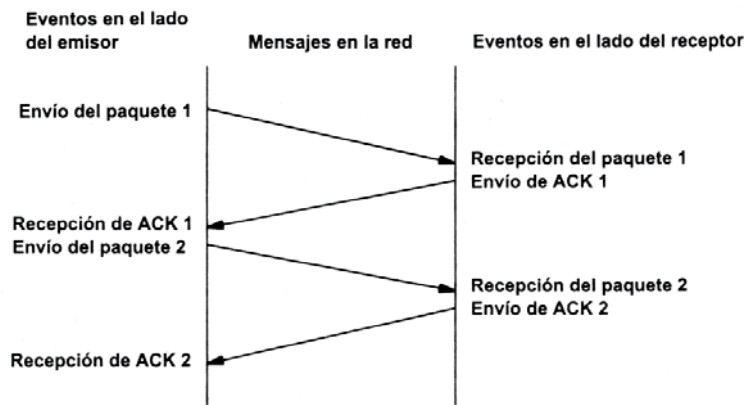 Eventos en el lado
del emisor
Mensajes en la red
Eventos en el lado del receptor
Envío del paquete 1
Recepción del paquete 1
Envío de ACK 1
Recepción de ACK 1
Envío del paquete 2
Recepción del paquete 2
Envío de ACK 2
Recepción de ACK 2